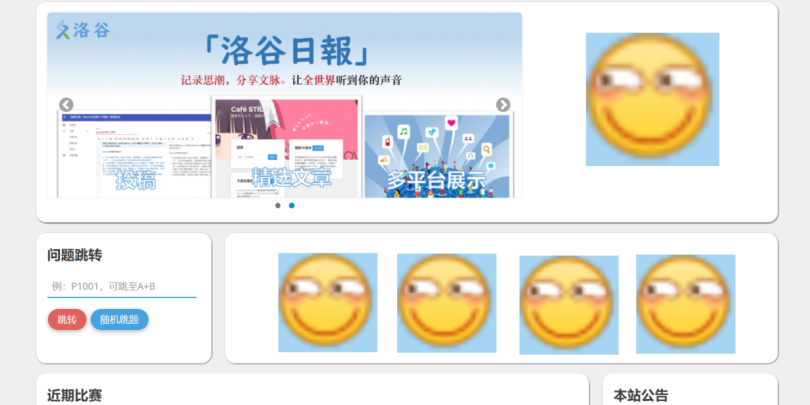 洛谷
「洛谷日報」
记录思潮，分享文脉。让全世界听到你的声音
Café STILE
投稿
精选文章
多平台展示
问题跳转
例：P1001，可跳至A+B
跳转
随机跳题
近期比赛
本站公告